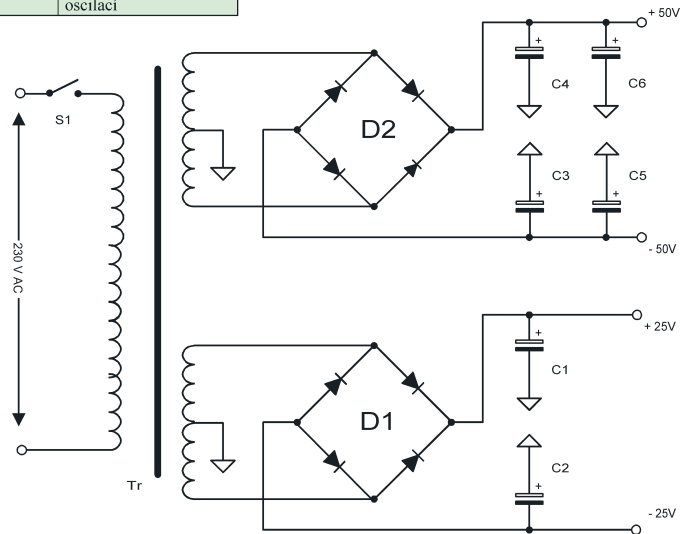 oscilaci
+ 50V
S1
C4
C6
D2
C3
C5
230 V AC
- 50V
+
+
+
+
+ 25V
+
C1
D1
C2
Tr
+
- 25V